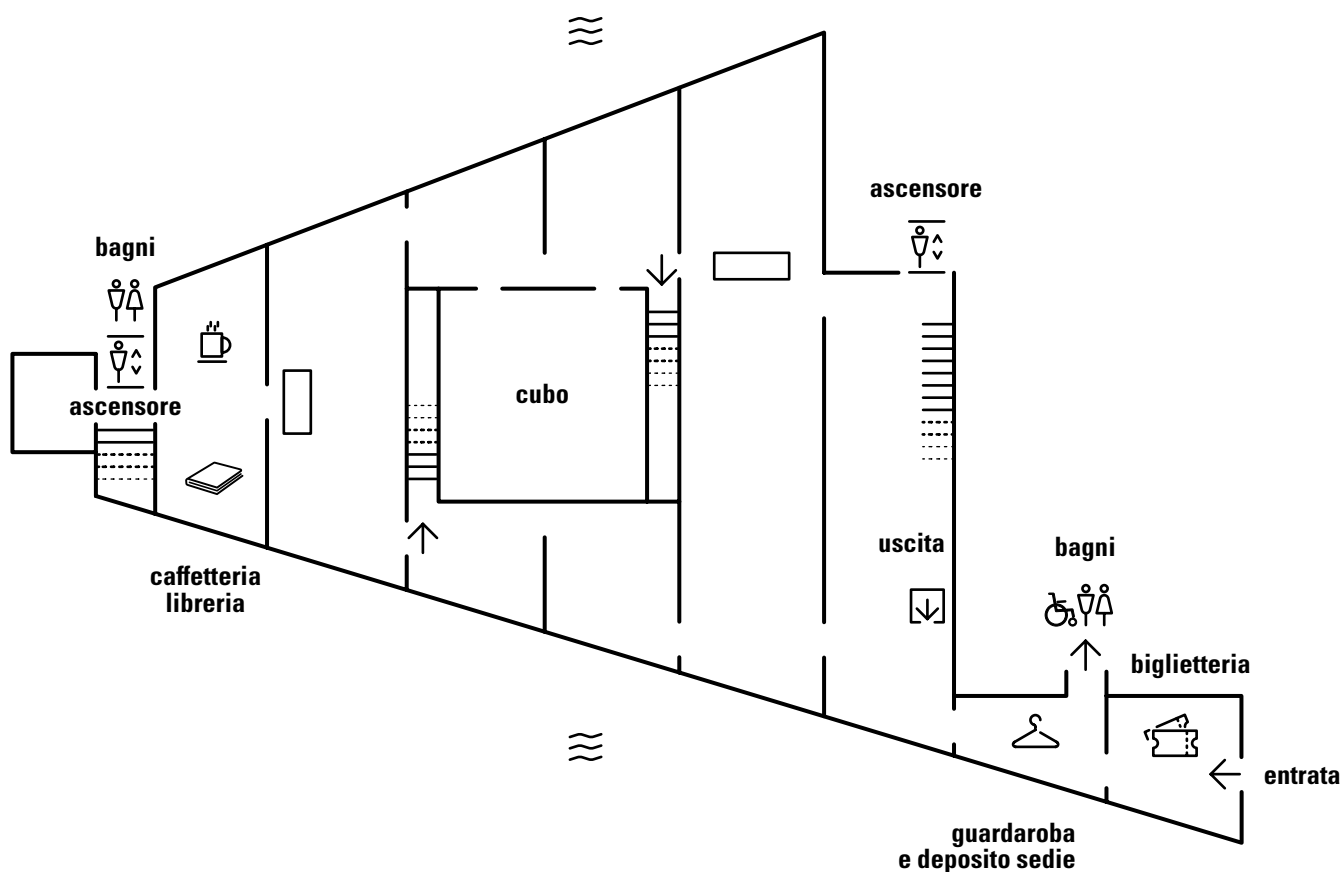 ascensore
bagni
ascensore
cubo
caffetteria
libreria
uscita
bagni
biglietteria
entrata
guardaroba
e deposito sedie